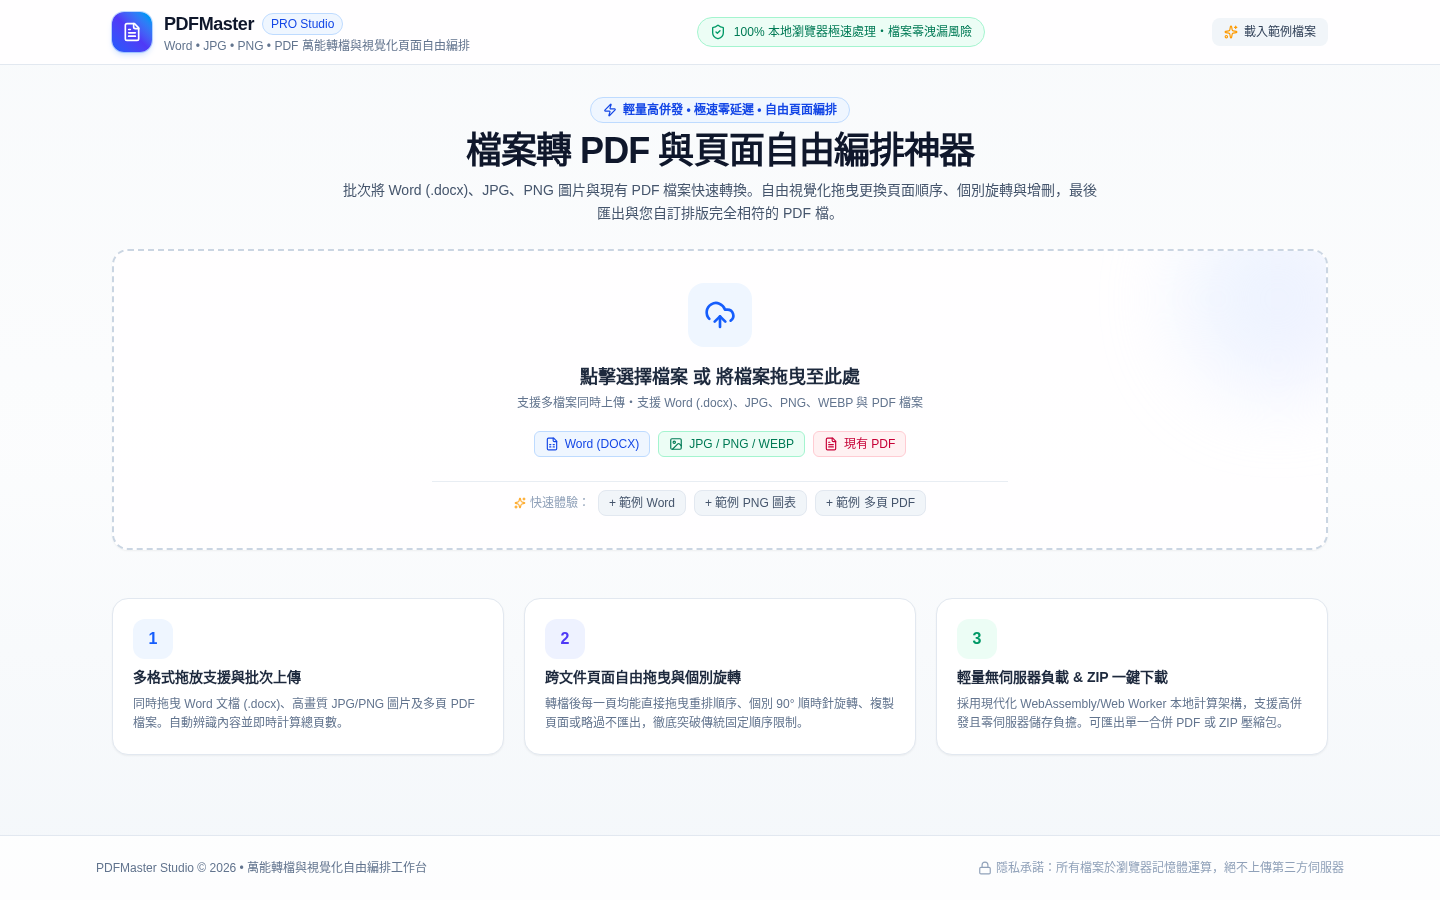 PDFMaster PRO Studio
Word • JPG • PNG • PDF 萬能轉檔與視覺化頁面自由編排
100% 本地瀏覽器極速處理・檔案零洩漏風險
載入範例檔案
輕量高併發 • 極速零延遲 • 自由頁面編排
檔案轉 PDF 與頁面自由編排神器
批次將 Word (.docx)、JPG、PNG 圖片與現有 PDF 檔案快速轉換。自由視覺化拖曳更換頁面順序、個別旋轉與增刪，最後
匯出與您自訂排版完全相符的 PDF 檔。
點擊選擇檔案 或 將檔案拖曳至此處
支援多檔案同時上傳・支援 Word (.docx)、JPG、PNG、WEBP 與 PDF 檔案
Word (DOCX) JPG / PNG / WEBP 現有 PDF
快速體驗： + 範例 Word + 範例 PNG 圖表 + 範例 多頁 PDF
1
多格式拖放支援與批次上傳
同時拖曳 Word 文檔 (.docx)、高畫質 JPG/PNG 圖片及多頁 PDF
檔案。自動辨識內容並即時計算總頁數。
2
跨文件頁面自由拖曳與個別旋轉
轉檔後每一頁均能直接拖曳重排順序、個別 90° 順時針旋轉、複製
頁面或略過不匯出，徹底突破傳統固定順序限制。
3
輕量無伺服器負載 & ZIP 一鍵下載
採用現代化 WebAssembly/Web Worker 本地計算架構，支援高併
發且零伺服器儲存負擔。可匯出單一合併 PDF 或 ZIP 壓縮包。
PDFMaster Studio © 2026 • 萬能轉檔與視覺化自由編排工作台
隱私承諾：所有檔案於瀏覽器記憶體運算，絕不上傳第三方伺服器